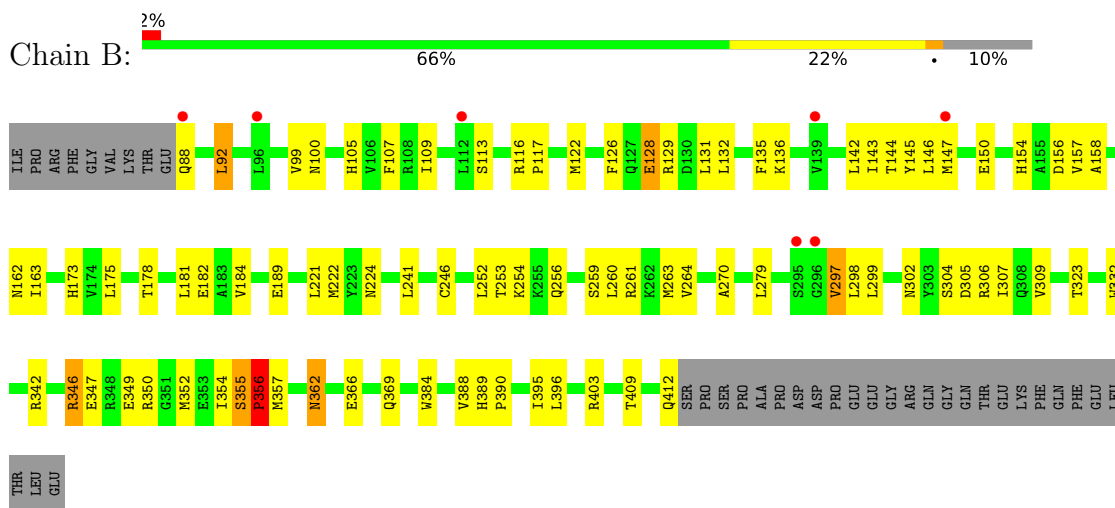 2%
Chain B:
66% 22% • 10%
ILE PRO ARG PHE GLY VAL LYS THR GLU Q88 L92 L96 V99 N100 H105 V106 F107 R108 I109 L112 S113 R116 P117 M122 F126 Q127 E128 R129 D130 L131 L132 F135 K136 V139 L142 I143 T144 Y145 L146 M147 E150 H154 A155 D156 V157 A158
N162 I163 H173 V174 L175 T178 L181 E182 A183 V184 E189 L221 M222 Y223 N224 L241 C246 L252 T253 K254 K255 Q256 S259 L260 R261 K262 M263 V264 A270 L279 S295 G296 V297 L298 L299 N302 Y303 S304 D305 R306 I307 Q308 V309 T323
R342 R346 E347 R348 E349 R350 G351 M352 E353 I354 S355 P356 M357 N362 E366 Q369 W384 V388 H389 P390 I395 L396 R403 T409 Q412 SER PRO SER PRO ALA PRO ASP ASP PRO GLU GLU GLY ARG GLN GLY GLN THR GLU LYS PHE GLN PHE GLU LEU
THR LEU GLU